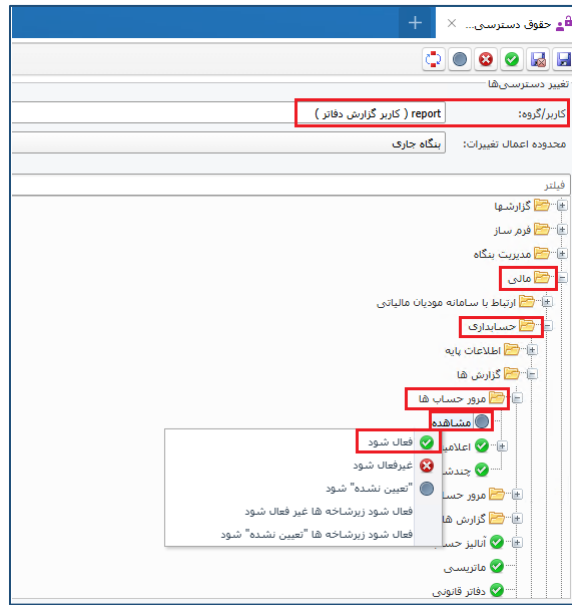 حقوق دسترسی...
تغییر دسترسی‌ها
کاربر/گروه: report ( کاربر گزارش دفاتر )
محدوده اعمال تغییرات: بنگاه جاری
فیلتر
گزارشها
فرم ساز
مدیریت بنگاه
مالی
ارتباط با سامانه مودیان مالیاتی
حسابداری
اطلاعات پایه
گزارش ها
مرور حساب ها
مشاهده
فعال شود
اعلامی
غیرفعال شود
چندش
"تعیین نشده" شود
مرور حس
فعال شود زیرشاخه ها غیر فعال شود
گزارش ها
فعال شود زیرشاخه ها "تعیین نشده" شود
آنالیز حس
ماتریسی
دفاتر قانونی